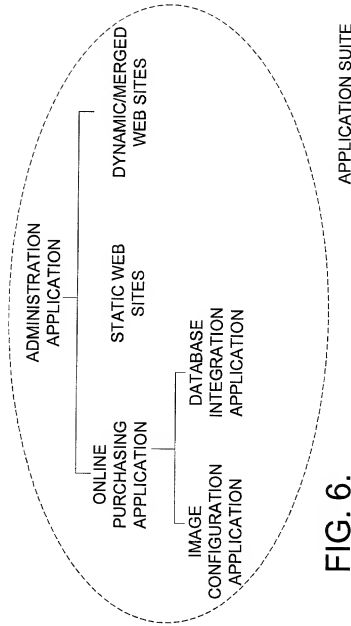 ADMINISTRATION
APPLICATION
ONLINE
PURCHASING
APPLICATION
STATIC WEB
SITES
DYNAMIC/MERGED
WEB SITES
IMAGE
CONFIGURATION
APPLICATION
DATABASE
INTEGRATION
APPLICATION
FIG. 6.
APPLICATION SUITE